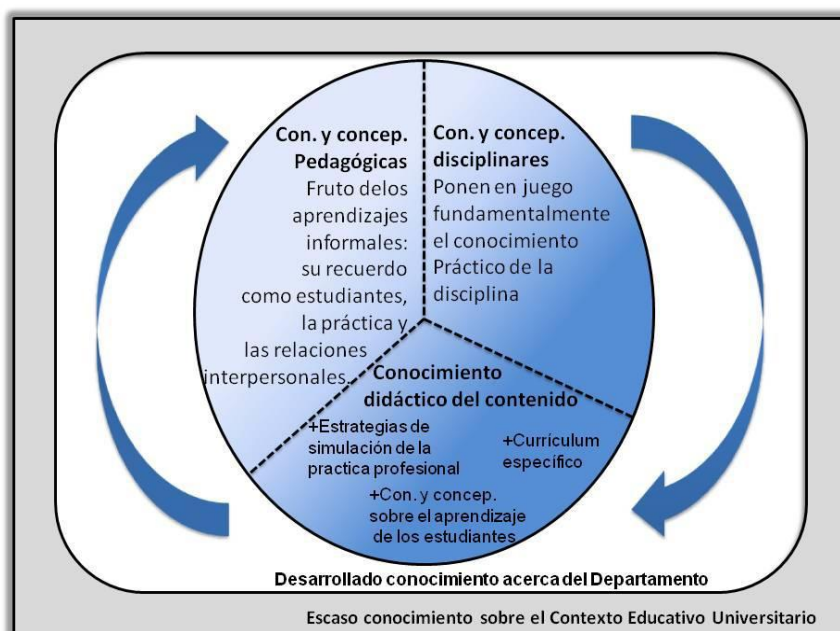 Con. y concep.
Pedagógicas
Fruto delos
aprendizajes
informales:
su recuerdo
como estudiantes,
la práctica y
las relaciones
interpersonales.
Con. y concep.
disciplinares
Ponen en juego
fundamentalmente
el conocimiento
Práctico de la
disciplina
Conocimiento
didáctico del contenido
+Estrategias de
simulación de la
practica profesional
+Currículum
específico
+Con. y concep.
sobre el aprendizaje
de los estudiantes
Desarrollado conocimiento acerca del Departamento
Escaso conocimiento sobre el Contexto Educativo Universitario